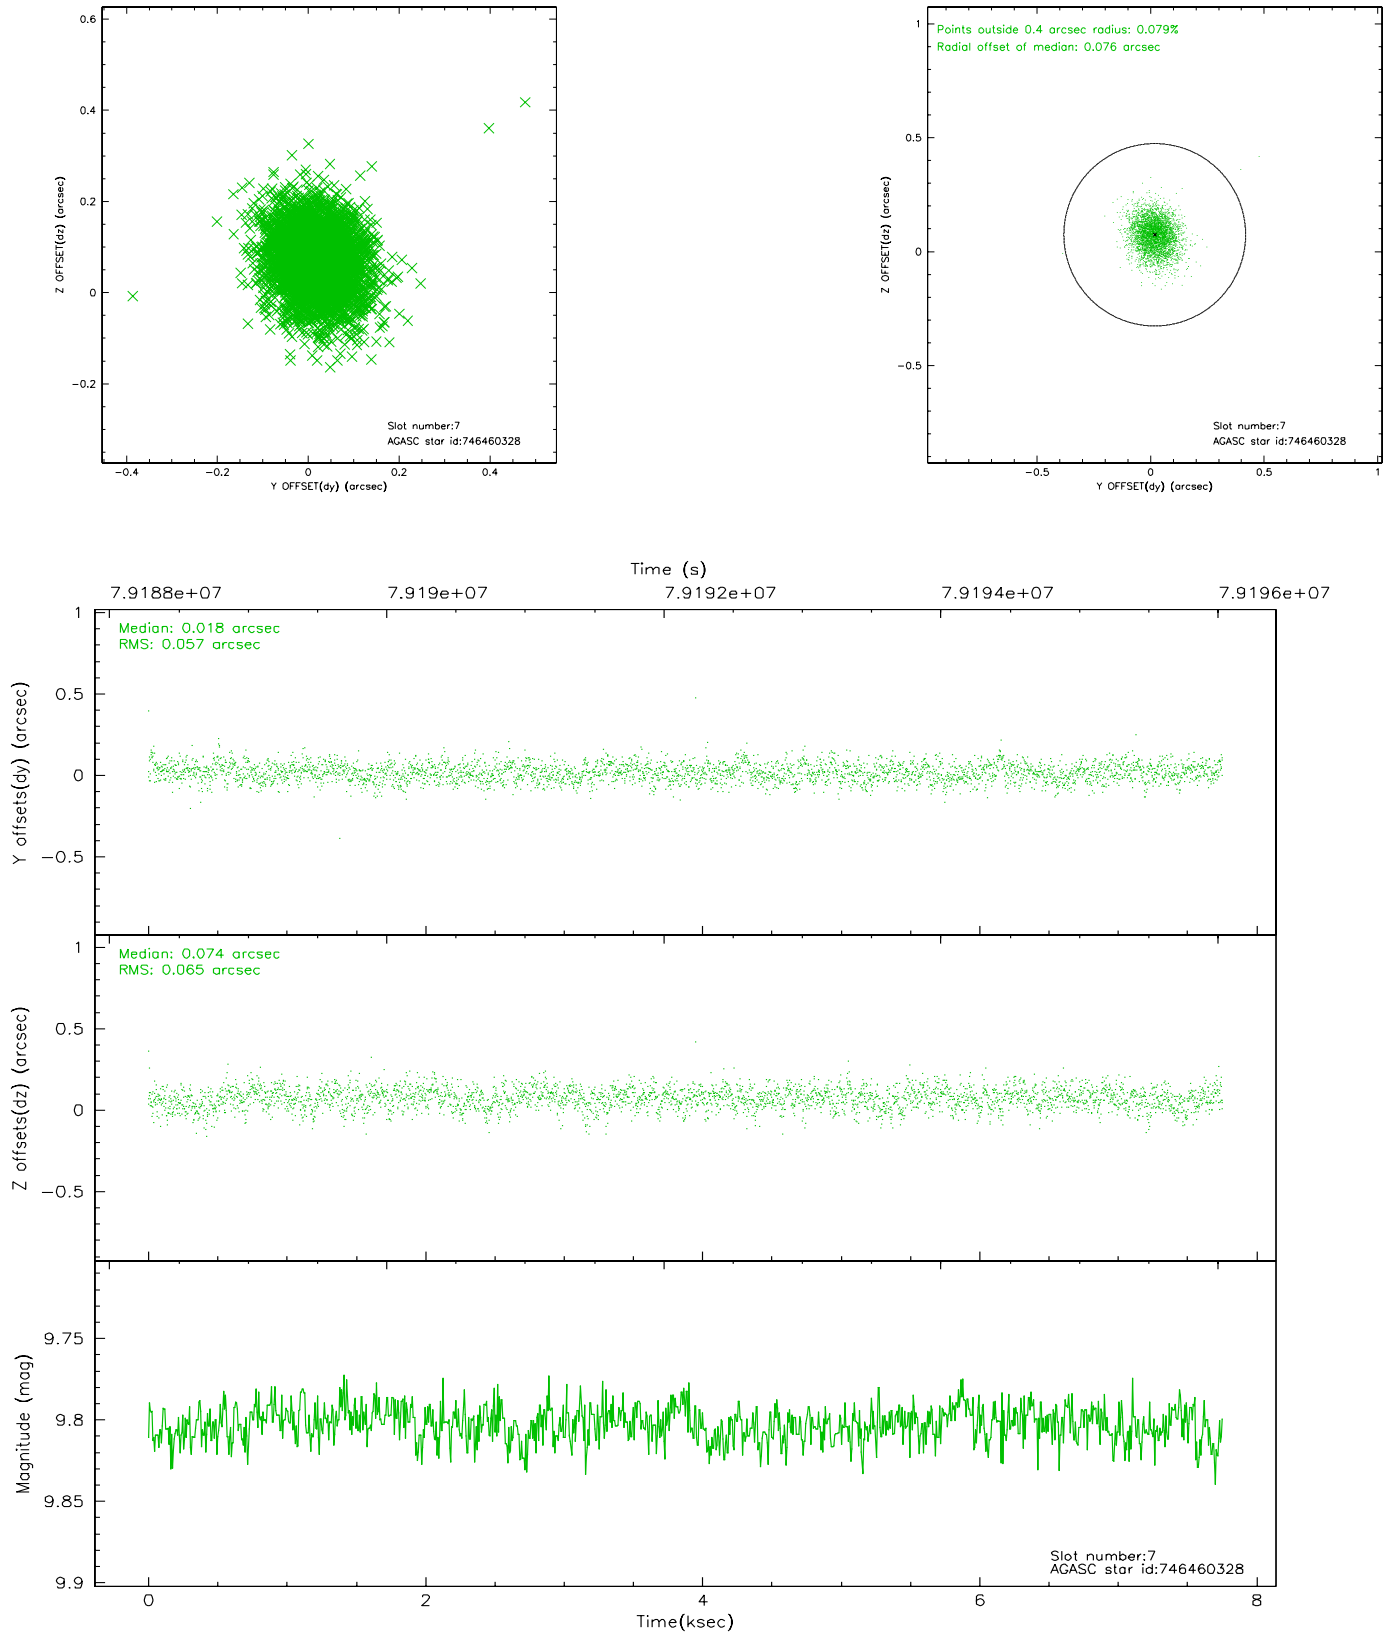 0.6
0.4
0.2
0
−0.2
Z OFFSET(dz) (arcsec)
Slot number:7
AGASC star id:746460328
−0.4
−0.2
0
0.2
0.4
Y OFFSET(dy) (arcsec)
Points outside 0.4 arcsec radius: 0.079%
Radial offset of median: 0.076 arcsec
1
0.5
0
−0.5
Z OFFSET(dz) (arcsec)
Slot number:7
AGASC star id:746460328
−0.5
0
0.5
1
Y OFFSET(dy) (arcsec)
Time (s)
7.9188e+07
7.919e+07
7.9192e+07
7.9194e+07
7.9196e+07
Median: 0.018 arcsec
RMS: 0.057 arcsec
1
0.5
0
−0.5
Y offsets(dy) (arcsec)
Median: 0.074 arcsec
RMS: 0.065 arcsec
1
0.5
0
−0.5
Z offsets(dz) (arcsec)
9.75
9.8
9.85
9.9
Magnitude (mag)
Slot number:7
AGASC star id:746460328
0
2
4
6
8
Time(ksec)